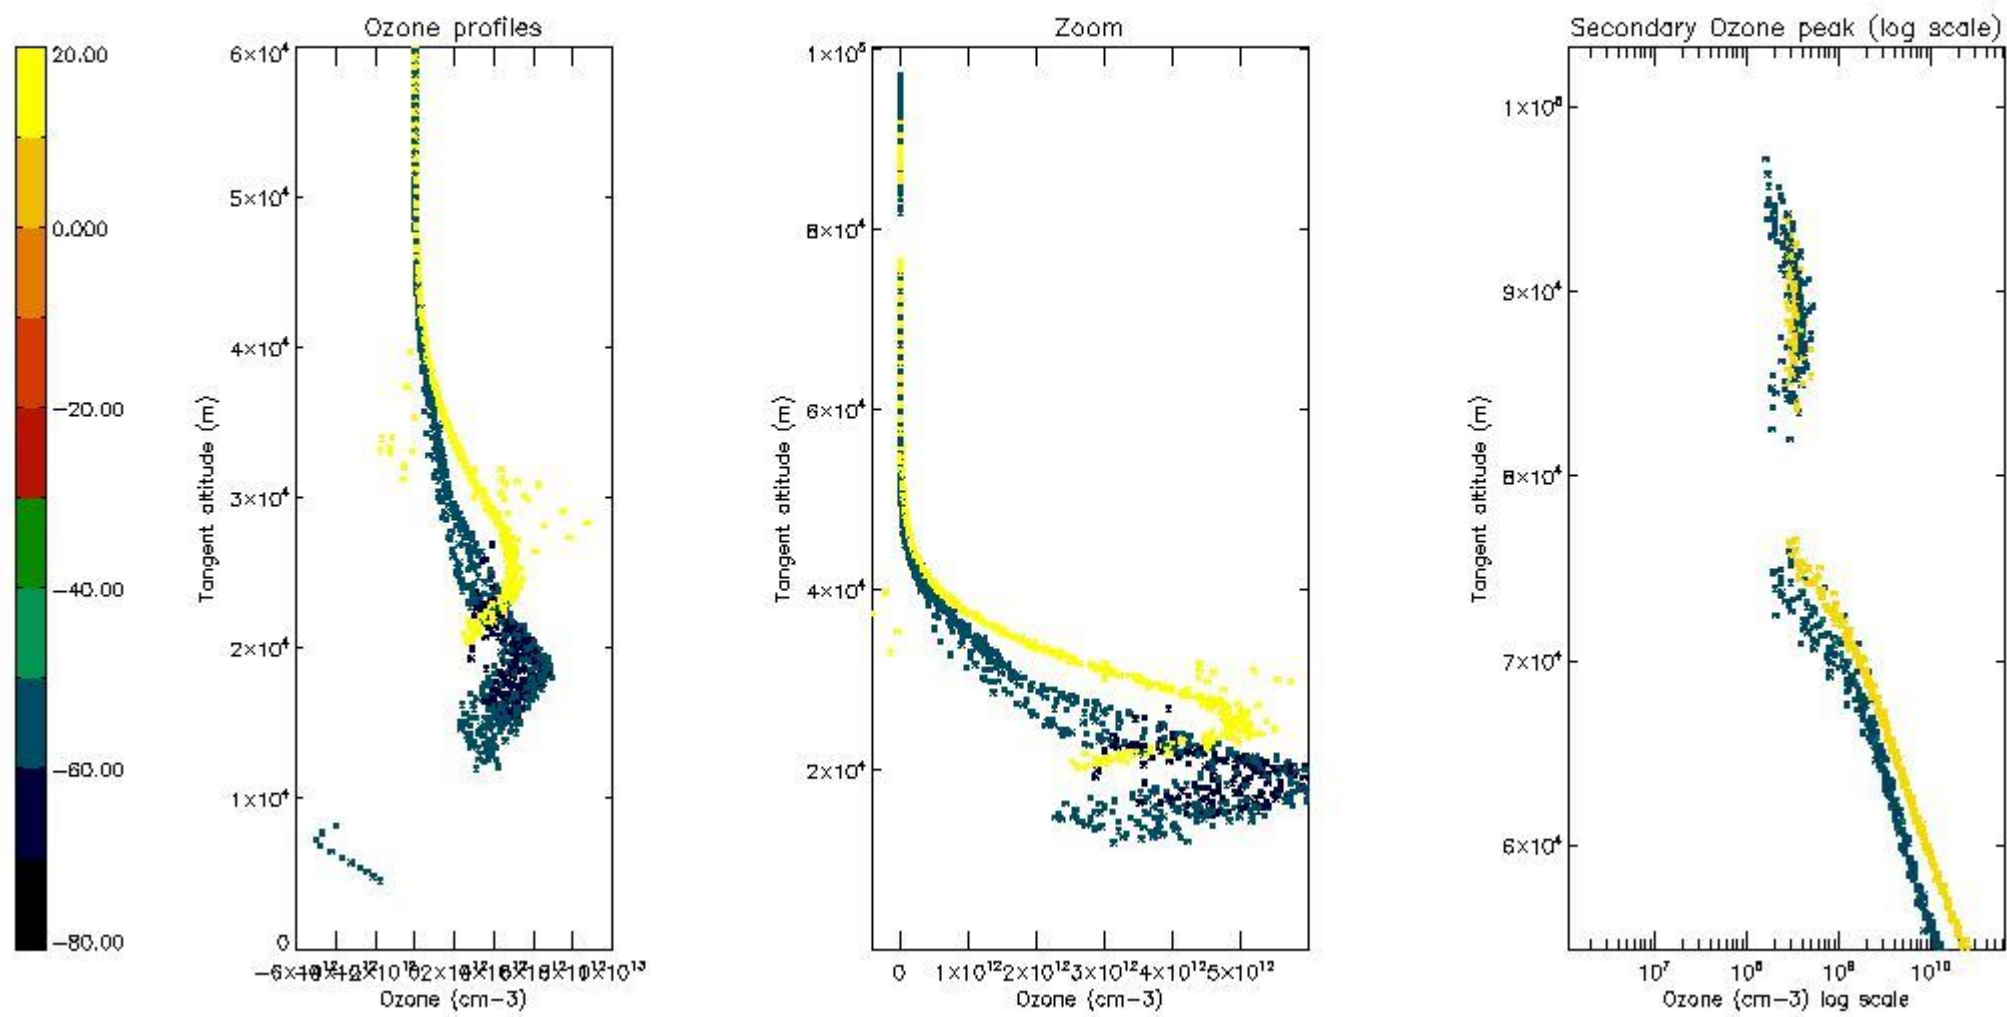 Ozone profiles
Zoom
Secondary Ozone peak (log scale)
20.00
0.000
−20.00
−40.00
−60.00
−80.00
6×10⁴
5×10⁴
4×10⁴
3×10⁴
2×10⁴
1×10⁴
0
Tangent altitude (m)
Ozone (cm−3)
1×10⁵
8×10⁴
6×10⁴
4×10⁴
2×10⁴
Tangent altitude (m)
0 1×10¹² 2×10¹² 3×10¹² 4×10¹² 5×10¹²
Ozone (cm−3)
9×10⁴
8×10⁴
7×10⁴
6×10⁴
Tangent altitude (m)
10⁷ 10⁸ 10⁹ 10¹⁰
Ozone (cm−3) log scale